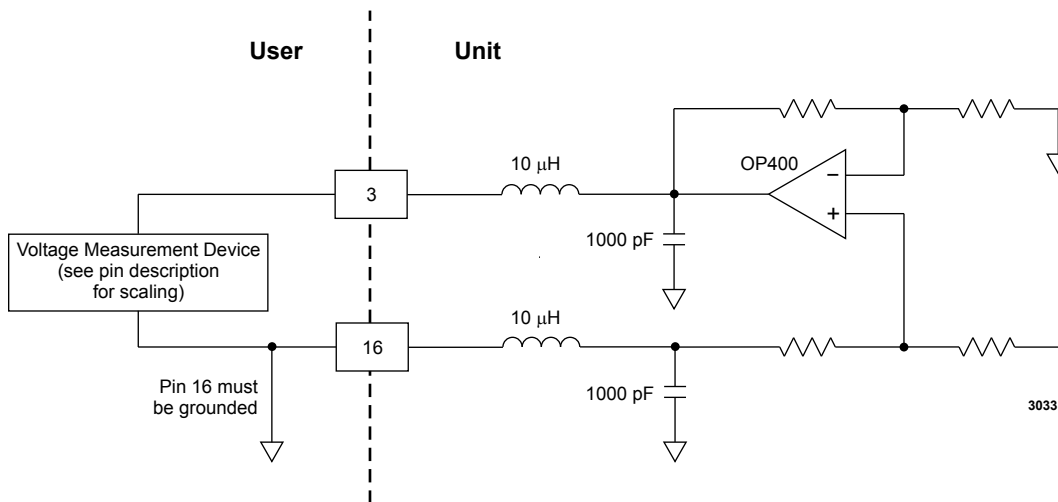 User
Unit
OP400
10 μH
3
−
+
1000 pF
Voltage Measurement Device
(see pin description
for scaling)
10 μH
16
Pin 16 must
be grounded
1000 pF
3033